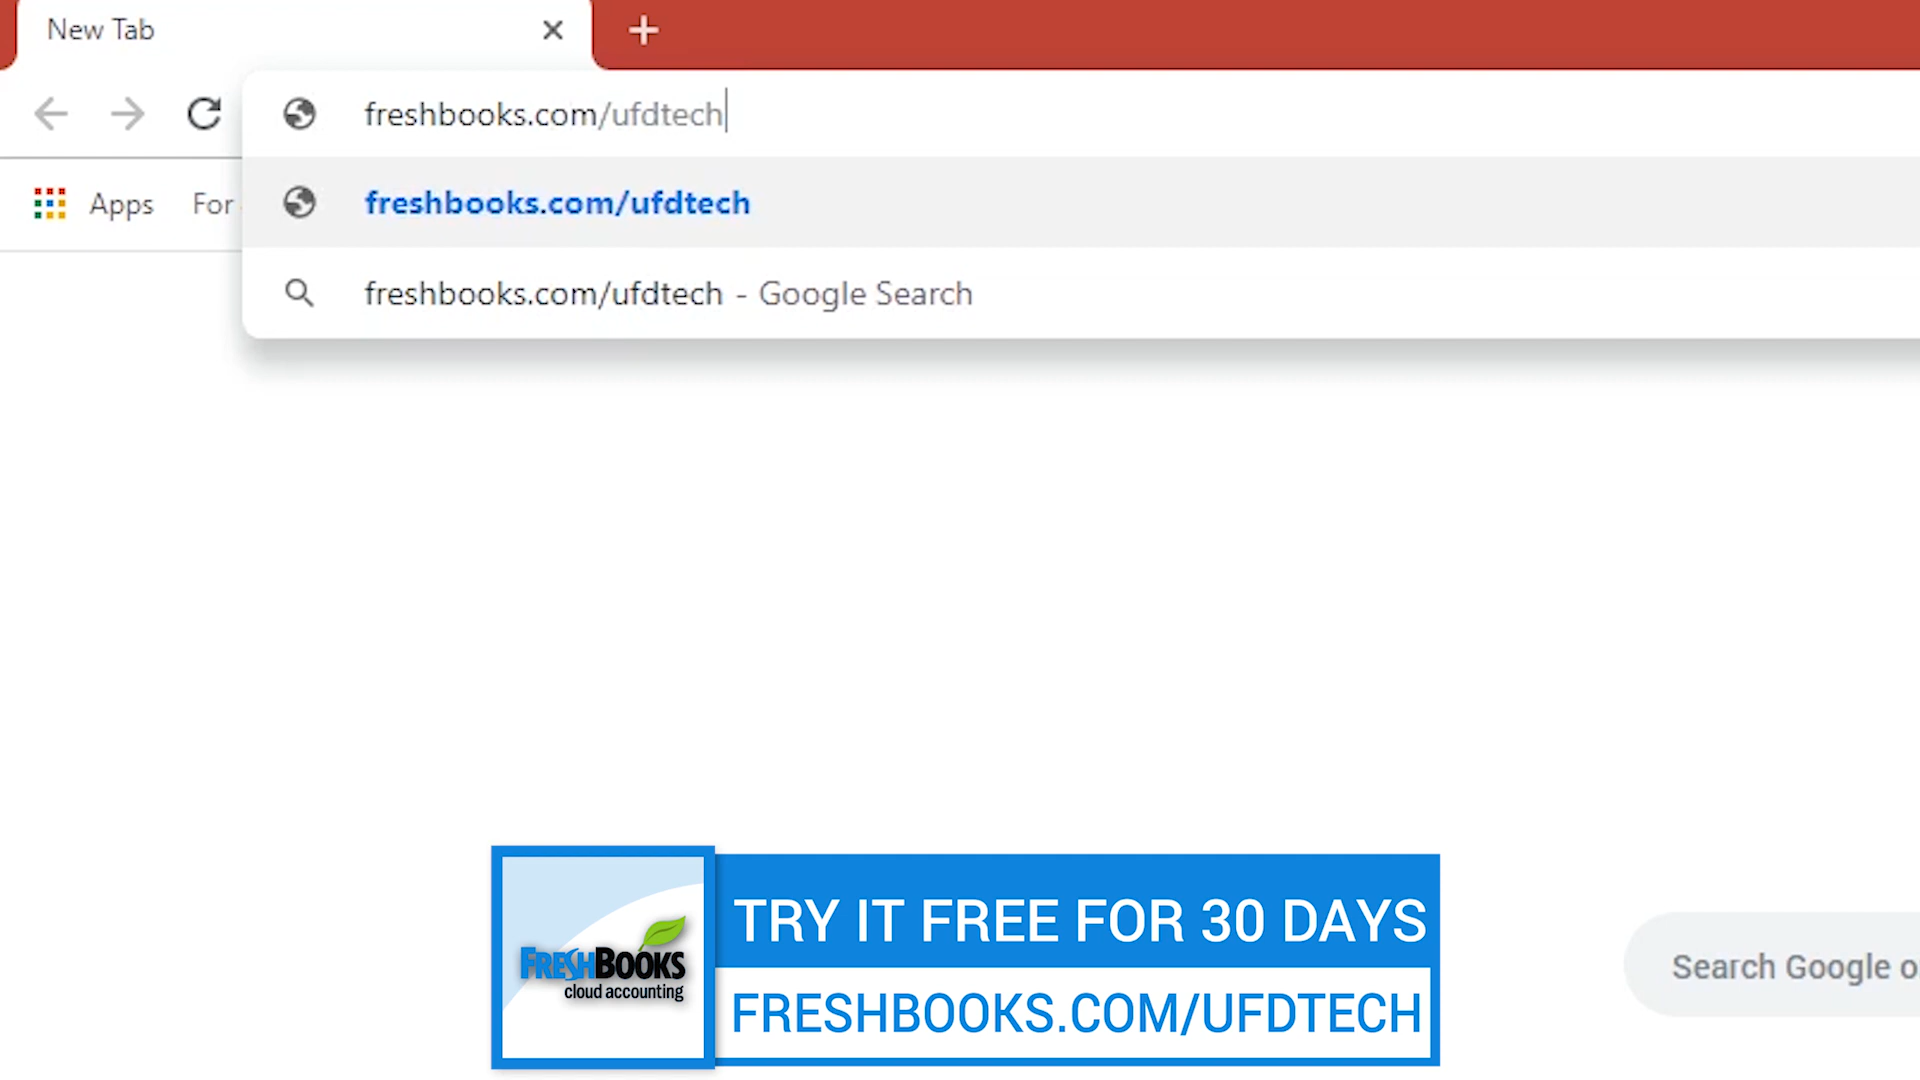 New Tab
freshbooks.com/ufdtech
Apps For
freshbooks.com/ufdtech
freshbooks.com/ufdtech - Google Search
TRY IT FREE FOR 30 DAYS
FRESHBOOKS
cloud accounting
FRESHBOOKS.COM/UFDTECH
Search Google o